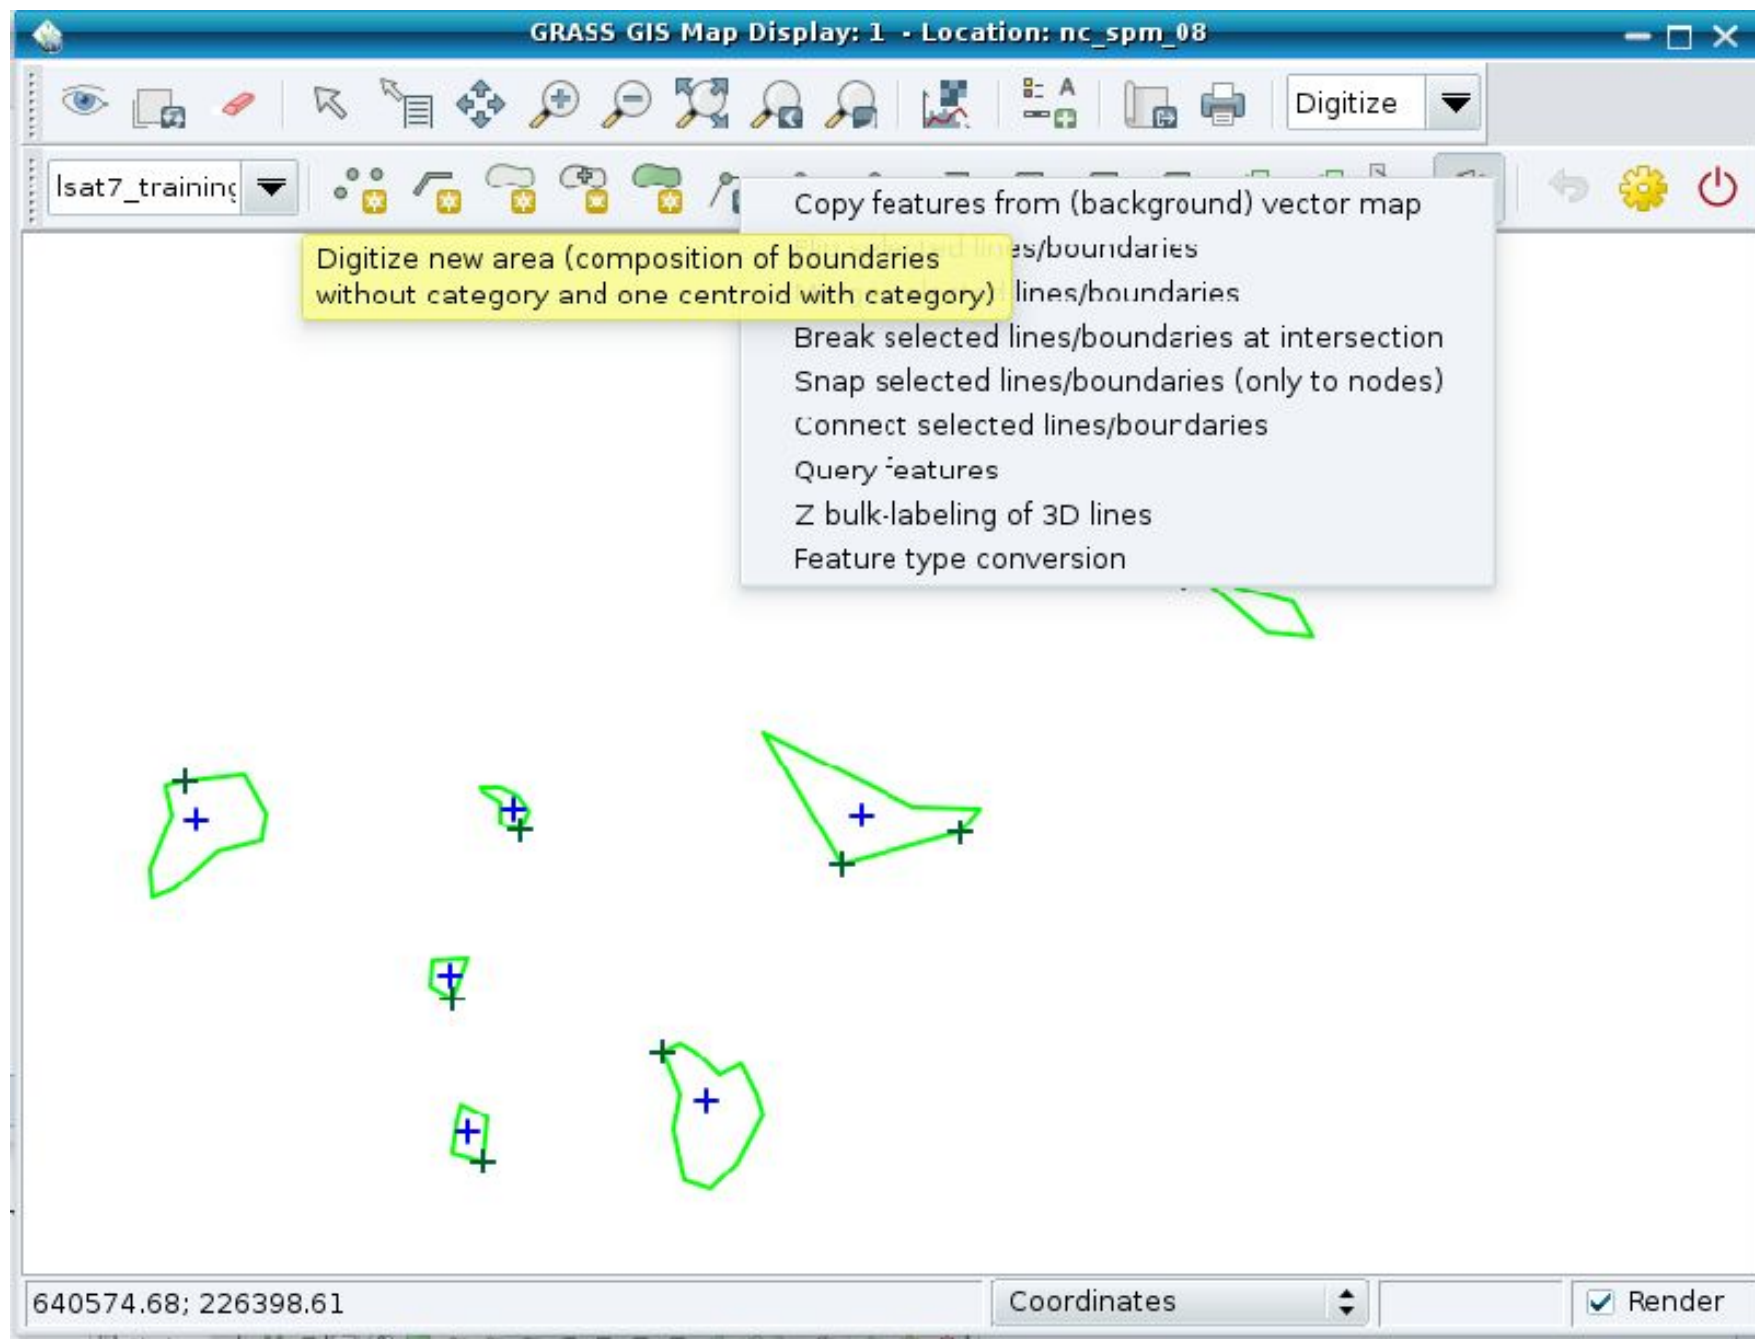 GRASS GIS Map Display: 1 - Location: nc_spm_08
Digitize
lsat7_training
Copy features from (background) vector map
selected lines/boundaries
Digitize new area (composition of boundaries
without category and one centroid with category)
lines/boundaries
Break selected lines/boundaries at intersection
Snap selected lines/boundaries (only to nodes)
Connect selected lines/boundaries
Query features
Z bulk-labeling of 3D lines
Feature type conversion
640574.68; 226398.61
Coordinates
Render